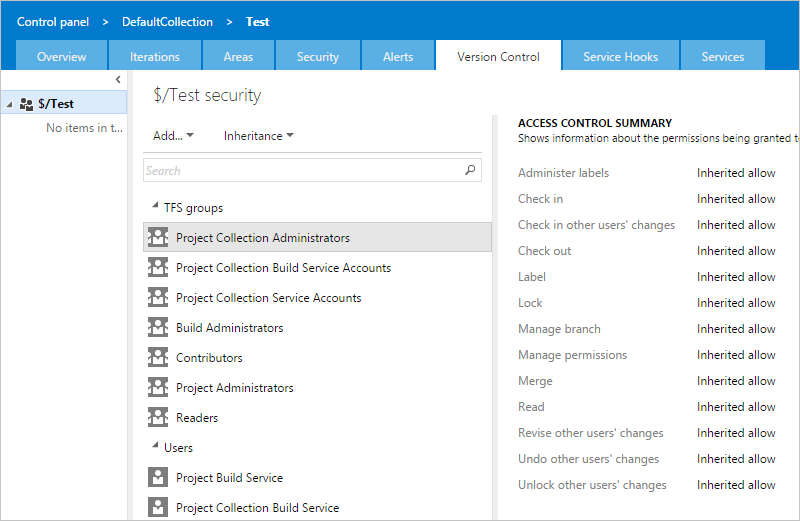 Control panel > DefaultCollection > Test
Overview Iterations Areas Security Alerts Version Control Service Hooks Services
$/Test
No items in t...
$/Test security
Add... Inheritance
Search
TFS groups
Project Collection Administrators
Project Collection Build Service Accounts
Project Collection Service Accounts
Build Administrators
Contributors
Project Administrators
Readers
Users
Project Build Service
Project Collection Build Service
ACCESS CONTROL SUMMARY
Shows information about the permissions being granted to
Administer labels Inherited allow
Check in Inherited allow
Check in other users' changes Inherited allow
Check out Inherited allow
Label Inherited allow
Lock Inherited allow
Manage branch Inherited allow
Manage permissions Inherited allow
Merge Inherited allow
Read Inherited allow
Revise other users' changes Inherited allow
Undo other users' changes Inherited allow
Unlock other users' changes Inherited allow